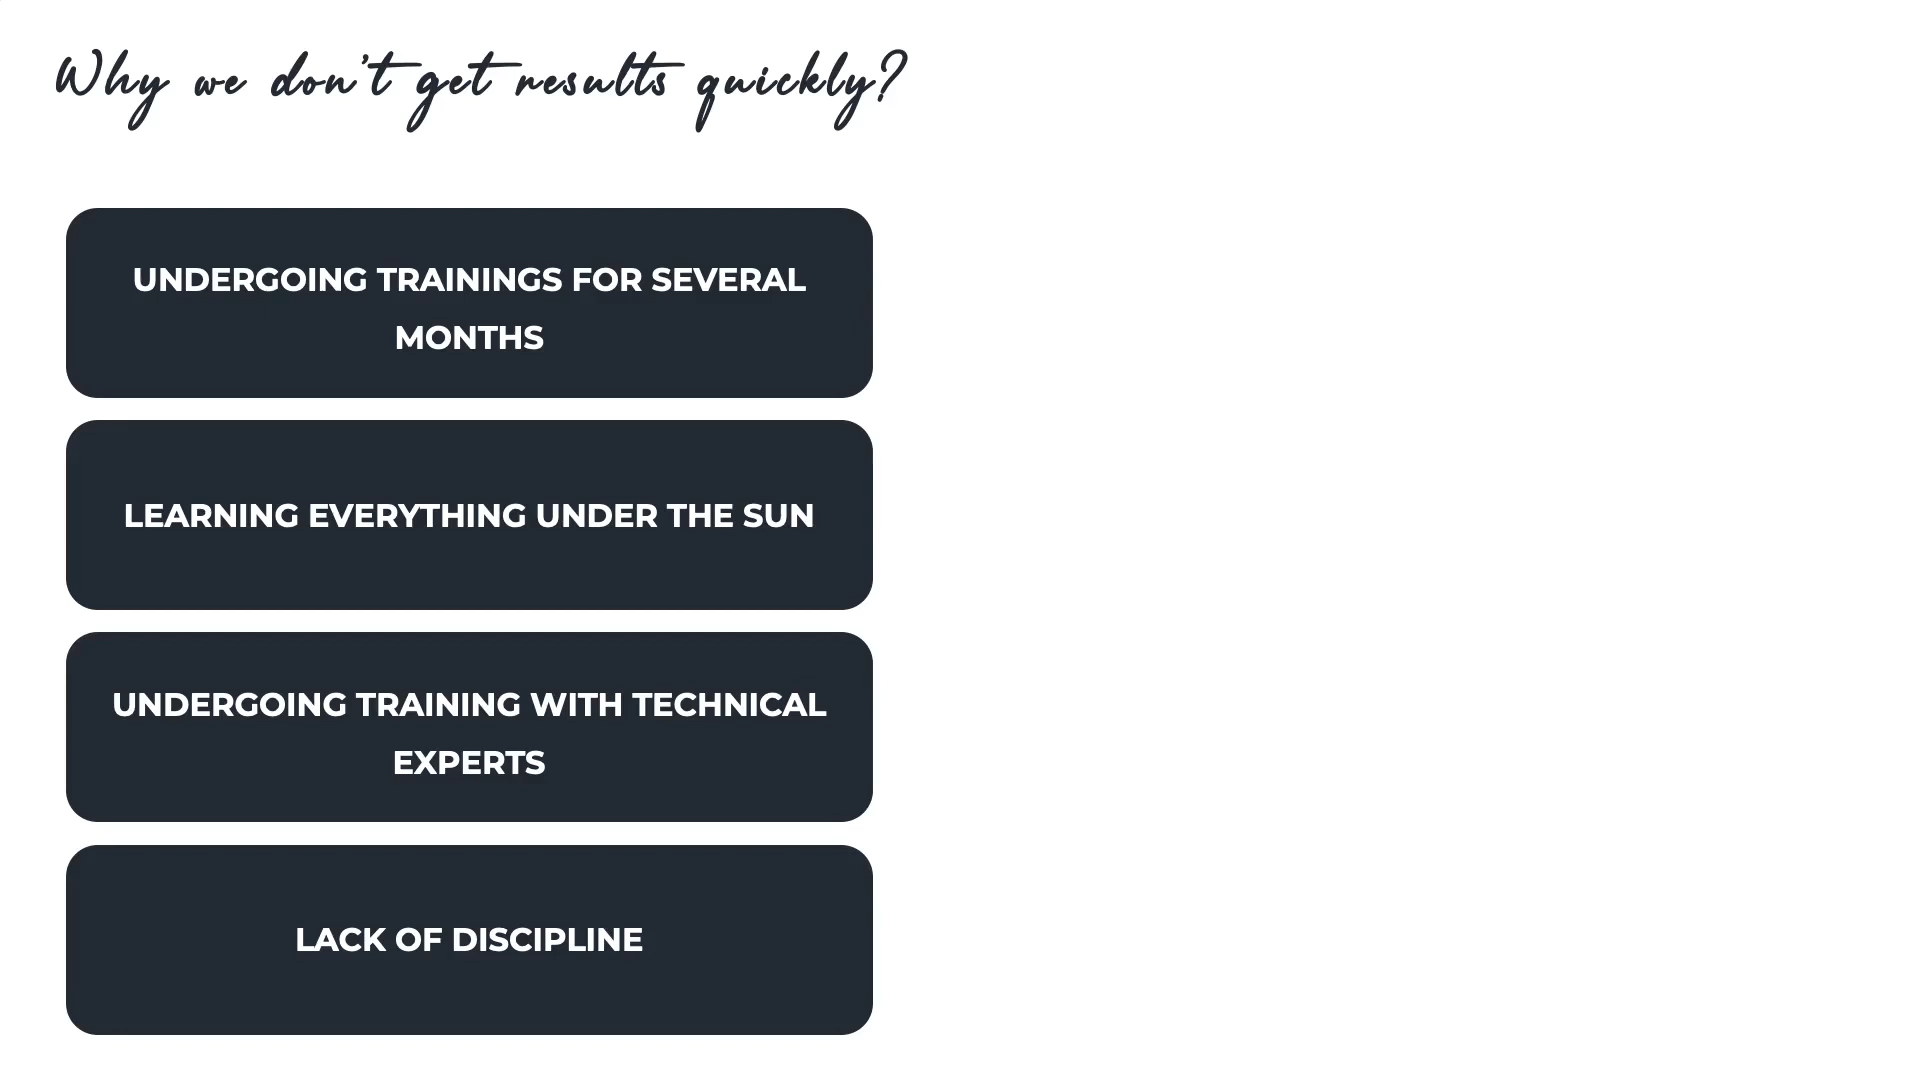 Why we don't get results quickly?
UNDERGOING TRAININGS FOR SEVERAL
MONTHS
LEARNING EVERYTHING UNDER THE SUN
UNDERGOING TRAINING WITH TECHNICAL
EXPERTS
LACK OF DISCIPLINE